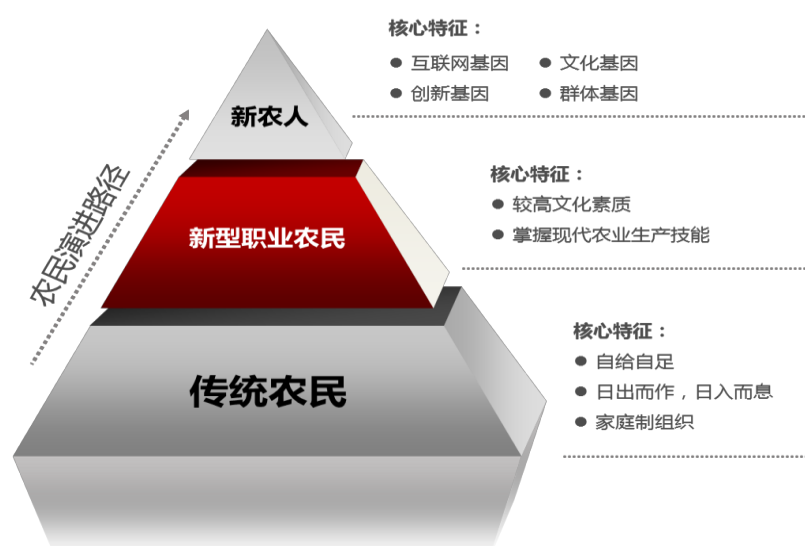 核心特征：
● 互联网基因 ● 文化基因
● 创新基因 ● 群体基因
新农人
核心特征：
● 较高文化素质
● 掌握现代农业生产技能
新型职业农民
农民演进路径
核心特征：
● 自给自足
● 日出而作，日入而息
● 家庭制组织
传统农民